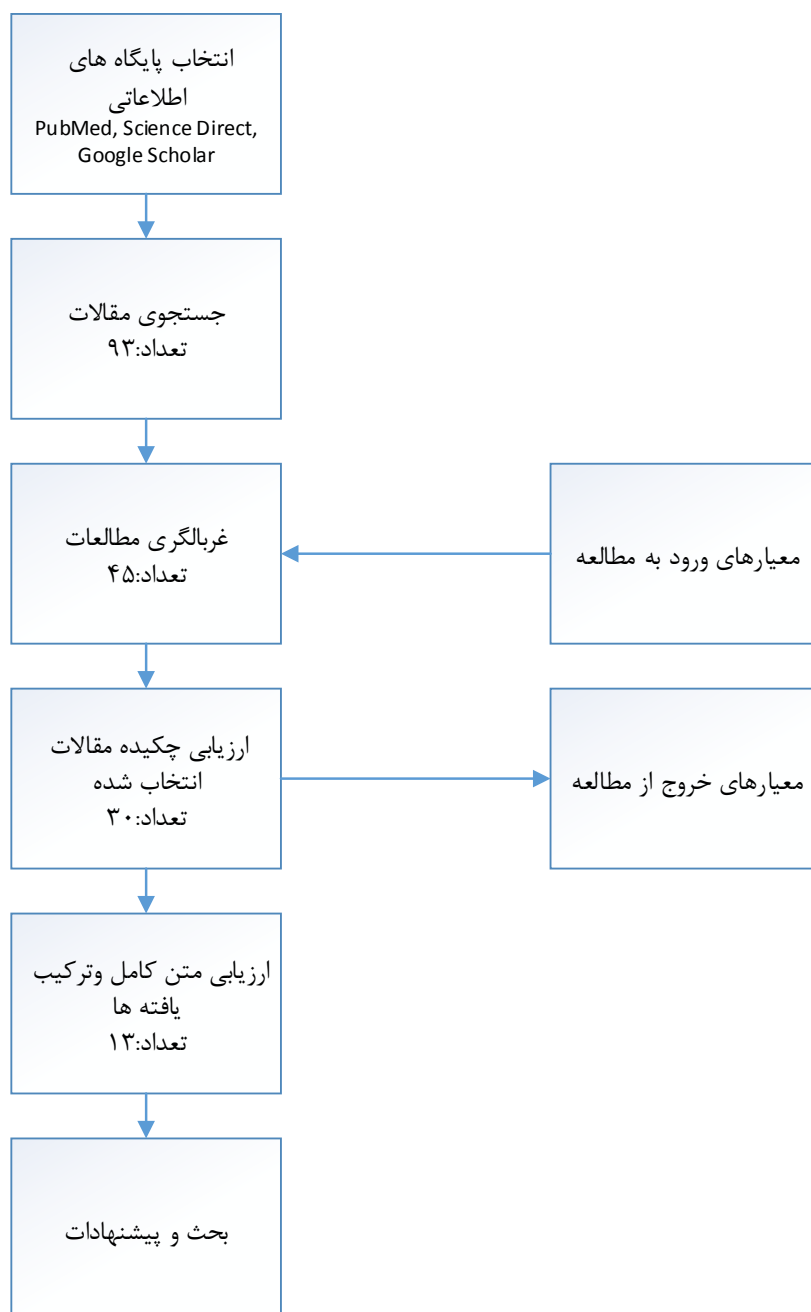 انتخاب پایگاه های
اطلاعاتی
PubMed, Science Direct,
Google Scholar
جستجوی مقالات
تعداد:۹۳
غربالگری مطالعات
تعداد:۴۵
معیارهای ورود به مطالعه
ارزیابی چکیده مقالات
انتخاب شده
تعداد:۳۰
معیارهای خروج از مطالعه
ارزیابی متن کامل وترکیب
یافته ها
تعداد:۱۳
بحث و پیشنهادات